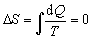 ΔS = ∫ dQ/T = 0